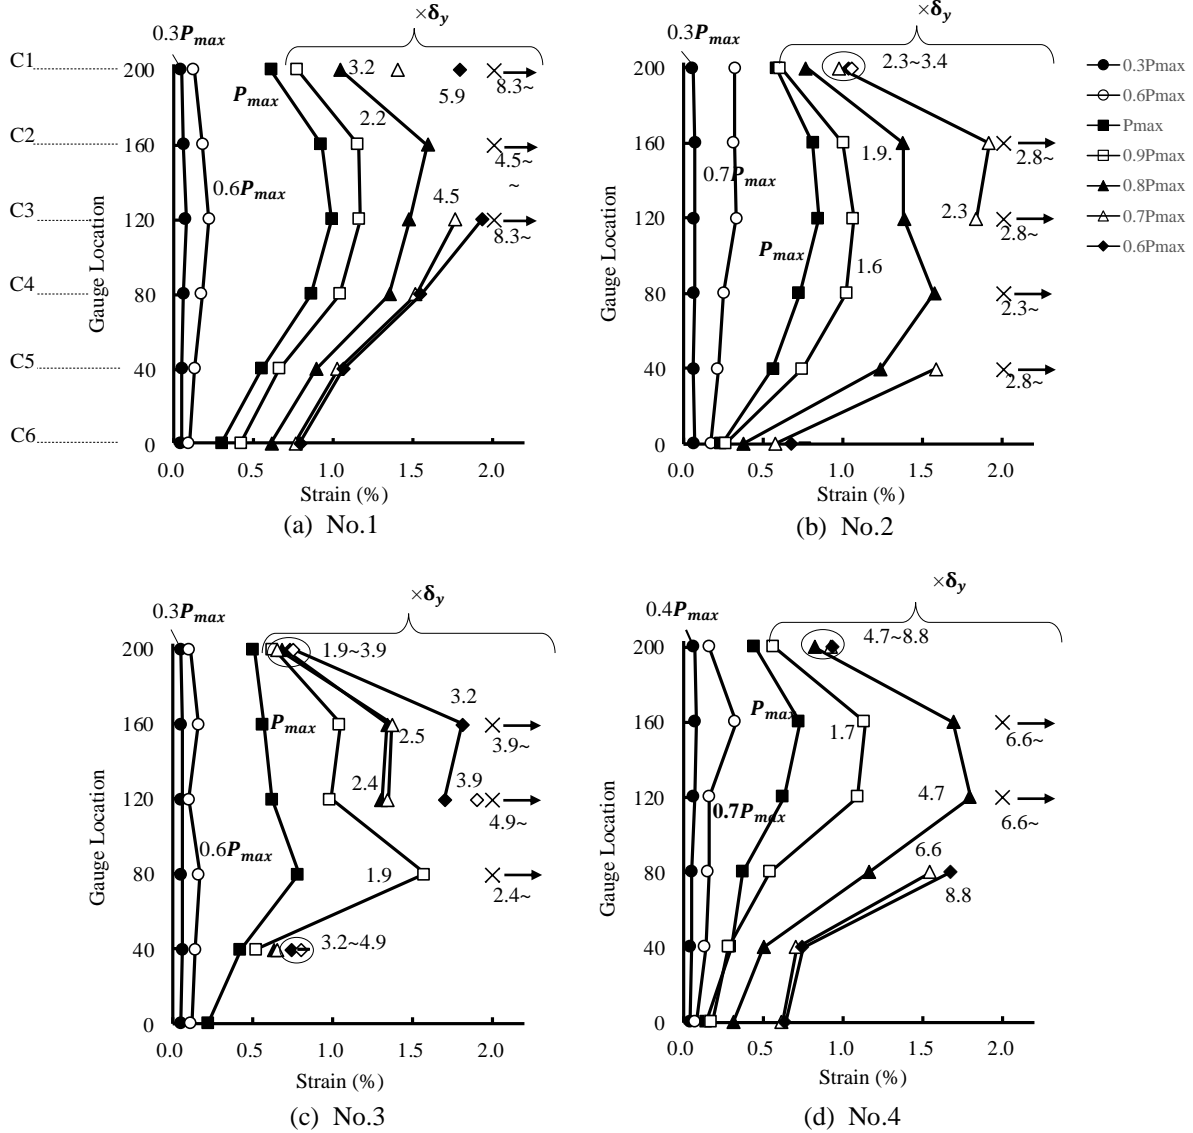 ×δy
0.3Pmax
C1
200
3.2
5.9
8.3~
Pmax
2.2
C2
160
4.5~
~
0.6Pmax
4.5
C3
120
8.3~
C4
80
C5
40
C6
0
Gauge Location
0.0 0.5 1.0 1.5 2.0
Strain (%)
(a) No.1
×δy
0.3Pmax
200
2.3~3.4
160
1.9.
2.8~
0.7Pmax
120
2.3
2.8~
Pmax
1.6
80
2.3~
40
2.8~
0
Gauge Location
0.0 0.5 1.0 1.5 2.0
Strain (%)
(b) No.2
0.3Pmax
0.6Pmax
Pmax
0.9Pmax
0.8Pmax
0.7Pmax
0.6Pmax
×δy
0.3Pmax
200
1.9~3.9
3.2
160
Pmax
2.5
3.9~
2.4
3.9
120
4.9~
0.6Pmax
80
1.9
2.4~
40
3.2~4.9
0
Gauge Location
0.0 0.5 1.0 1.5 2.0
Strain (%)
(c) No.3
×δy
0.4Pmax
200
4.7~8.8
Pmax
160
1.7
6.6~
4.7
120
0.7Pmax
6.6~
6.6
80
8.8
40
0
Gauge Location
0.0 0.5 1.0 1.5 2.0
Strain (%)
(d) No.4